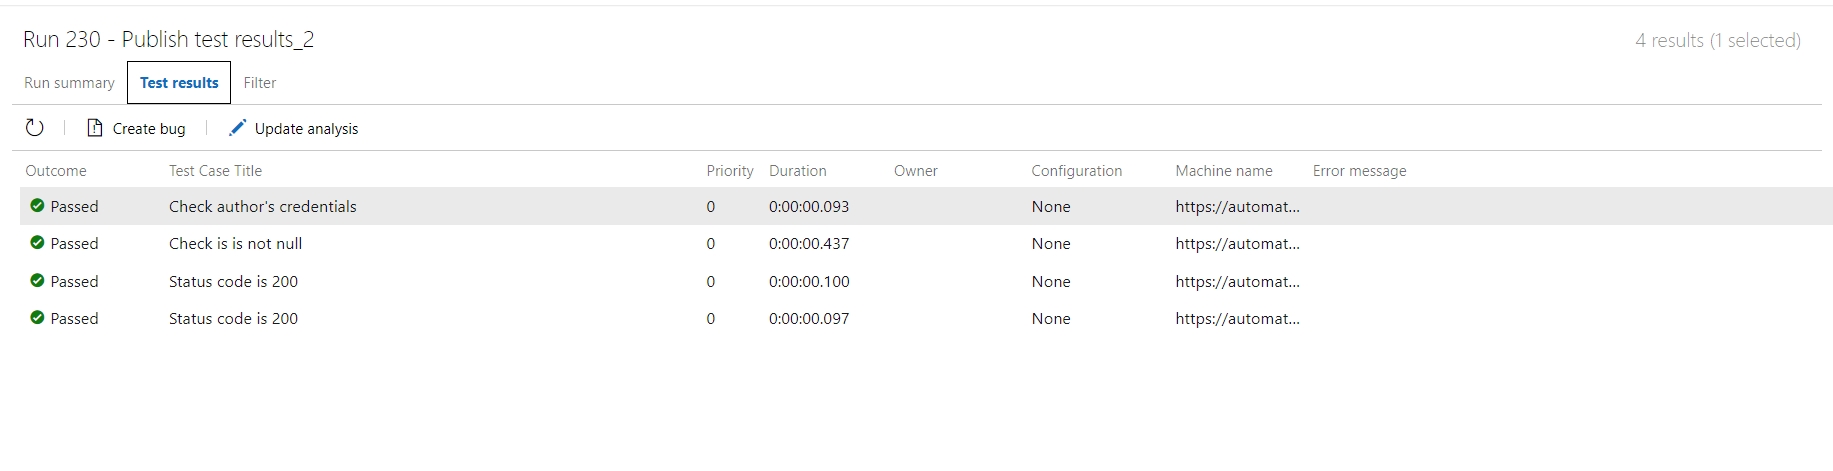 Run 230 - Publish test results_2
4 results (1 selected)
Run summary Test results Filter
Create bug Update analysis
Outcome Test Case Title Priority Duration Owner Configuration Machine name Error message
Passed Check author's credentials 0 0:00:00.093 None https://automat...
Passed Check is is not null 0 0:00:00.437 None https://automat...
Passed Status code is 200 0 0:00:00.100 None https://automat...
Passed Status code is 200 0 0:00:00.097 None https://automat...